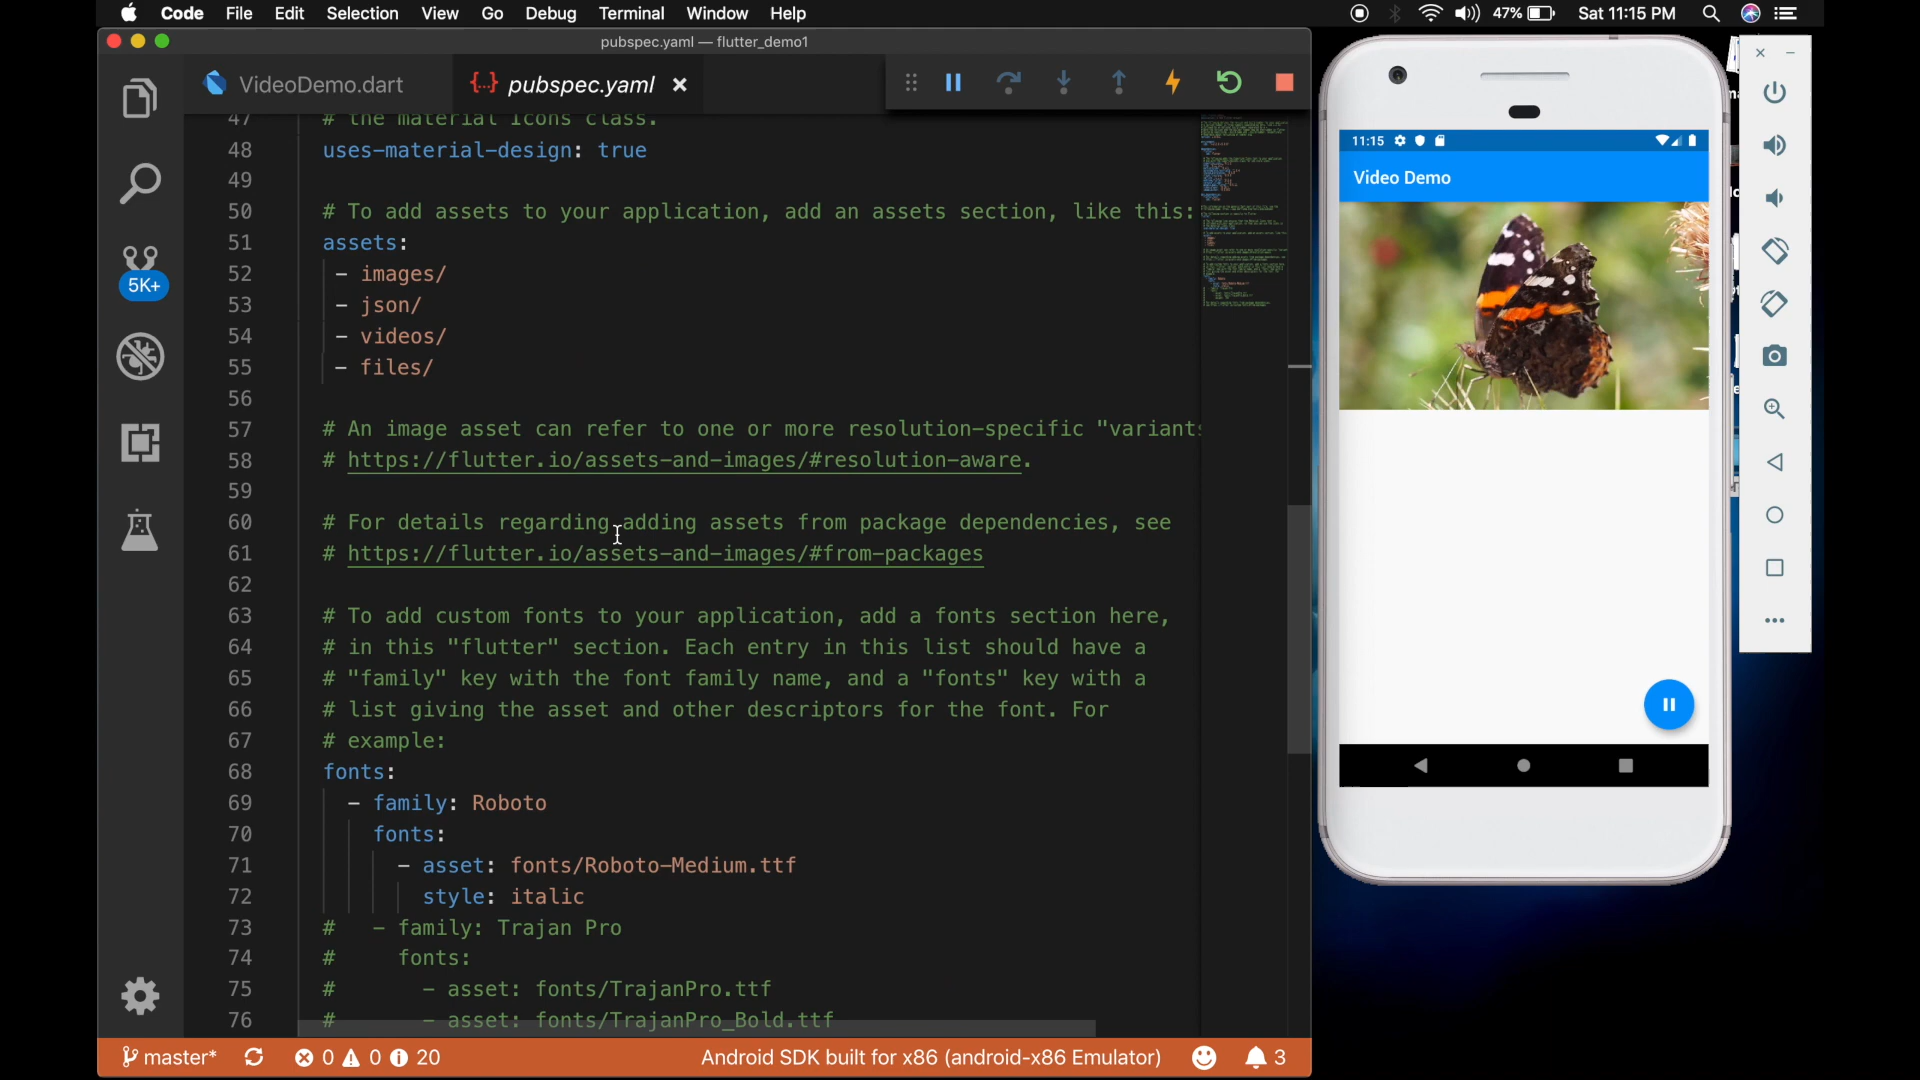 Code File Edit Selection View Go Debug Terminal Window Help 47% Sat 11:15 PM
pubspec.yaml — flutter_demo1
VideoDemo.dart {··} pubspec.yaml
47 # the material Icons class.
48 uses-material-design: true
49
50 # To add assets to your application, add an assets section, like this:
51 assets:
52 - images/
53 - json/
54 - videos/
55 - files/
56
57 # An image asset can refer to one or more resolution-specific "variants
58 # https://flutter.io/assets-and-images/#resolution-aware.
59
60 # For details regarding adding assets from package dependencies, see
61 # https://flutter.io/assets-and-images/#from-packages
62
63 # To add custom fonts to your application, add a fonts section here,
64 # in this "flutter" section. Each entry in this list should have a
65 # "family" key with the font family name, and a "fonts" key with a
66 # list giving the asset and other descriptors for the font. For
67 # example:
68 fonts:
69 - family: Roboto
70 fonts:
71 - asset: fonts/Roboto-Medium.ttf
72 style: italic
73 # - family: Trajan Pro
74 # fonts:
75 # - asset: fonts/TrajanPro.ttf
76 # - asset: fonts/TrajanPro_Bold.ttf
5K+
master* 0 0 20 Android SDK built for x86 (android-x86 Emulator) 3
11:15
Video Demo